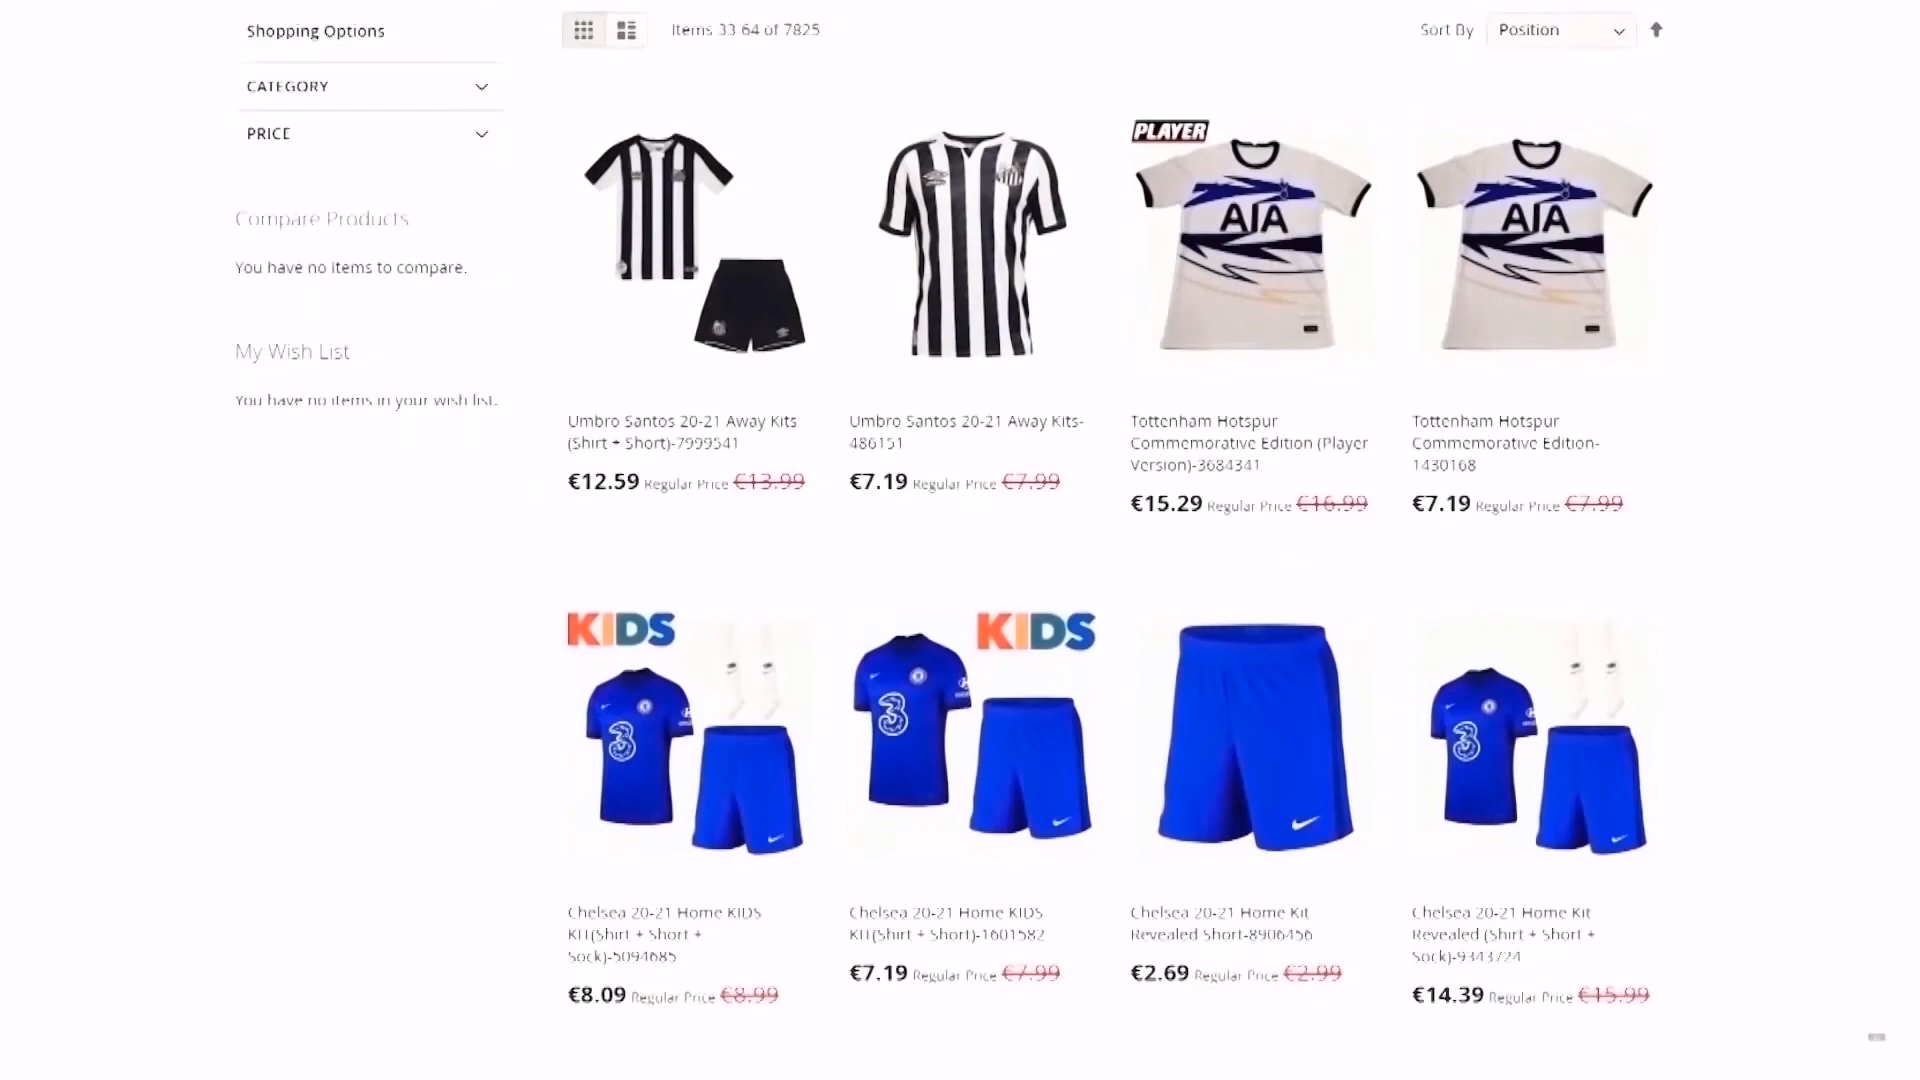 Shopping Options
Items 33-64 of 7825
Sort By Position
CATEGORY
PRICE
Compare Products
You have no items to compare.
My Wish List
You have no items in your wish list.
PLAYER
AIA
AIA
Umbro Santos 20-21 Away Kits
(Shirt + Short)-7999541
€12.59 Regular Price €13.99
Umbro Santos 20-21 Away Kits-
486151
€7.19 Regular Price €7.99
Tottenham Hotspur
Commemorative Edition (Player
Version)-3684341
€15.29 Regular Price €16.99
Tottenham Hotspur
Commemorative Edition-
1430168
€7.19 Regular Price €7.99
KIDS
3
KIDS
3
3
Chelsea 20-21 Home KIDS
KIT(Shirt + Short +
Sock)-5094685
€8.09 Regular Price €8.99
Chelsea 20-21 Home KIDS
KIT(Shirt + Short)-1601582
€7.19 Regular Price €7.99
Chelsea 20-21 Home Kit
Revealed Short-8906456
€2.69 Regular Price €2.99
Chelsea 20-21 Home Kit
Revealed (Shirt + Short +
Sock)-9343724
€14.39 Regular Price €15.99